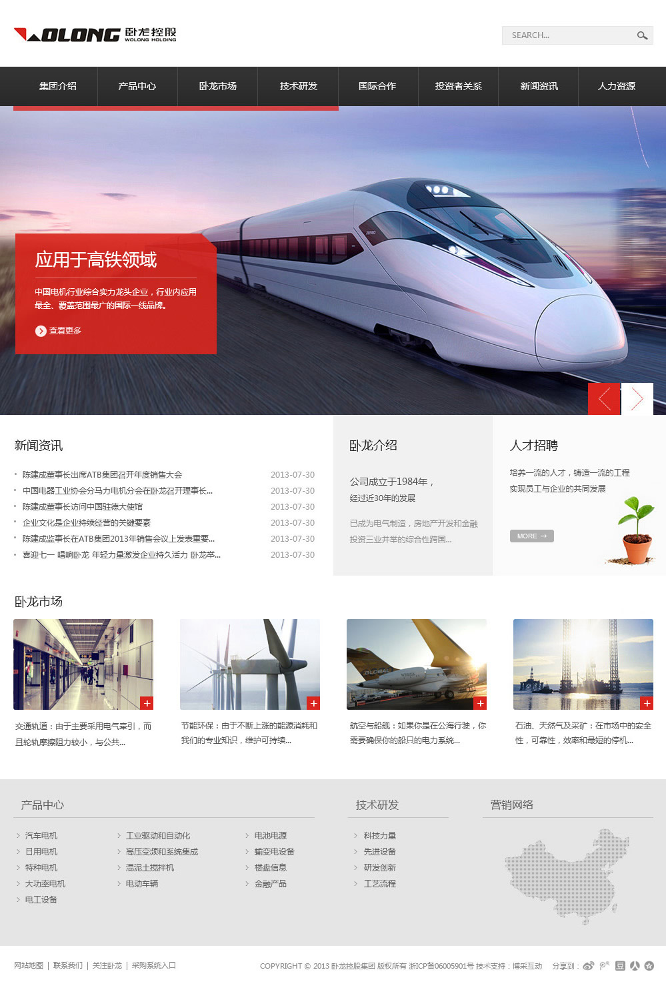 WOLONG 卧龙控股
WOLONG HOLDING
SEARCH...
集团介绍 产品中心 卧龙市场 技术研发 国际合作 投资者关系 新闻资讯 人力资源
应用于高铁领域
中国电机行业综合实力龙头企业，行业内应用
最全、覆盖范围最广的国际一线品牌。
查看更多
ZEFIRO
新闻资讯
陈建成董事长出席ATB集团召开年度销售大会 2013-07-30
中国电器工业协会分马力电机分会在卧龙召开理事长... 2013-07-30
陈建成董事长访问中国驻德大使馆 2013-07-30
企业文化是企业持续经营的关键要素 2013-07-30
陈建成监事长在ATB集团2013年销售会议上发表重要... 2013-07-30
喜迎七一 唱响卧龙 年轻力量激发企业持久活力 卧龙举... 2013-07-30
卧龙介绍
公司成立于1984年，
经过近30年的发展
已成为电气制造，房地产开发和金融
投资三业并举的综合性跨国...
人才招聘
培养一流的人才，铸造一流的工程
实现员工与企业的共同发展
MORE →
卧龙市场
GLOBAL
交通轨道：由于主要采用电气牵引，而
且轮轨摩擦阻力较小，与公共...
节能环保：由于不断上涨的能源消耗和
我们的专业知识，维护可持续...
航空与船舰：如果你是在公海行驶，你
需要确保你的船只的电力系统...
石油、天然气及采矿：在市场中的安全
性，可靠性，效率和最短的停机...
产品中心
汽车电机
日用电机
特种电机
大功率电机
电工设备
工业驱动和自动化
高压变频和系统集成
混泥土搅拌机
电动车辆
电池电源
输变电设备
楼盘信息
金融产品
技术研发
科技力量
先进设备
研发创新
工艺流程
营销网络
网站地图 | 联系我们 | 关注卧龙 | 采购系统入口
COPYRIGHT © 2013 卧龙控股集团 版权所有 浙ICP备06005901号 技术支持：博采互动 分享到：
豆